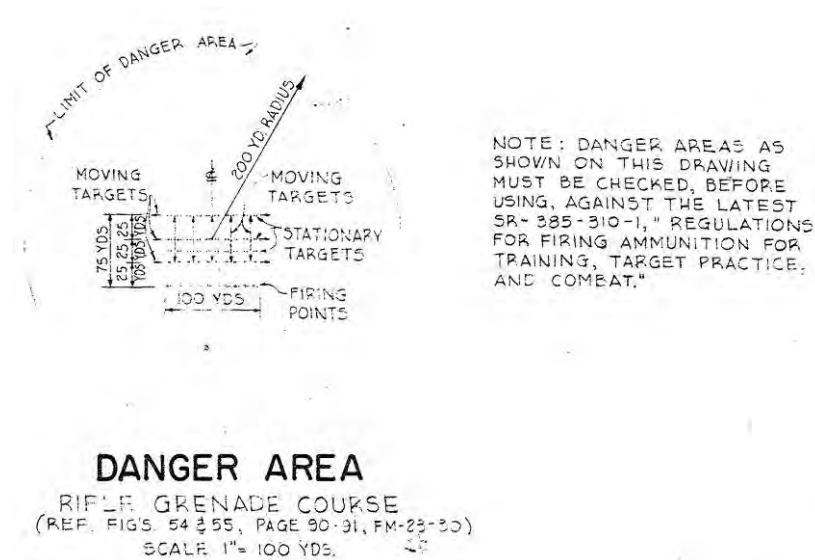 LIMIT OF DANGER AREA
200 YD. RADIUS
MOVING
TARGETS
℄
MOVING
TARGETS
STATIONARY
TARGETS
75 YDS
25 25 25
YDS YDS YDS
100 YDS
FIRING
POINTS
NOTE: DANGER AREAS AS
SHOWN ON THIS DRAWING
MUST BE CHECKED, BEFORE
USING, AGAINST THE LATEST
SR-385-310-1, "REGULATIONS
FOR FIRING AMMUNITION FOR
TRAINING, TARGET PRACTICE,
AND COMBAT."
DANGER AREA
RIFLE GRENADE COURSE
(REF. FIG'S. 54 & 55, PAGE 90-91, FM-23-30)
SCALE 1"= 100 YDS.